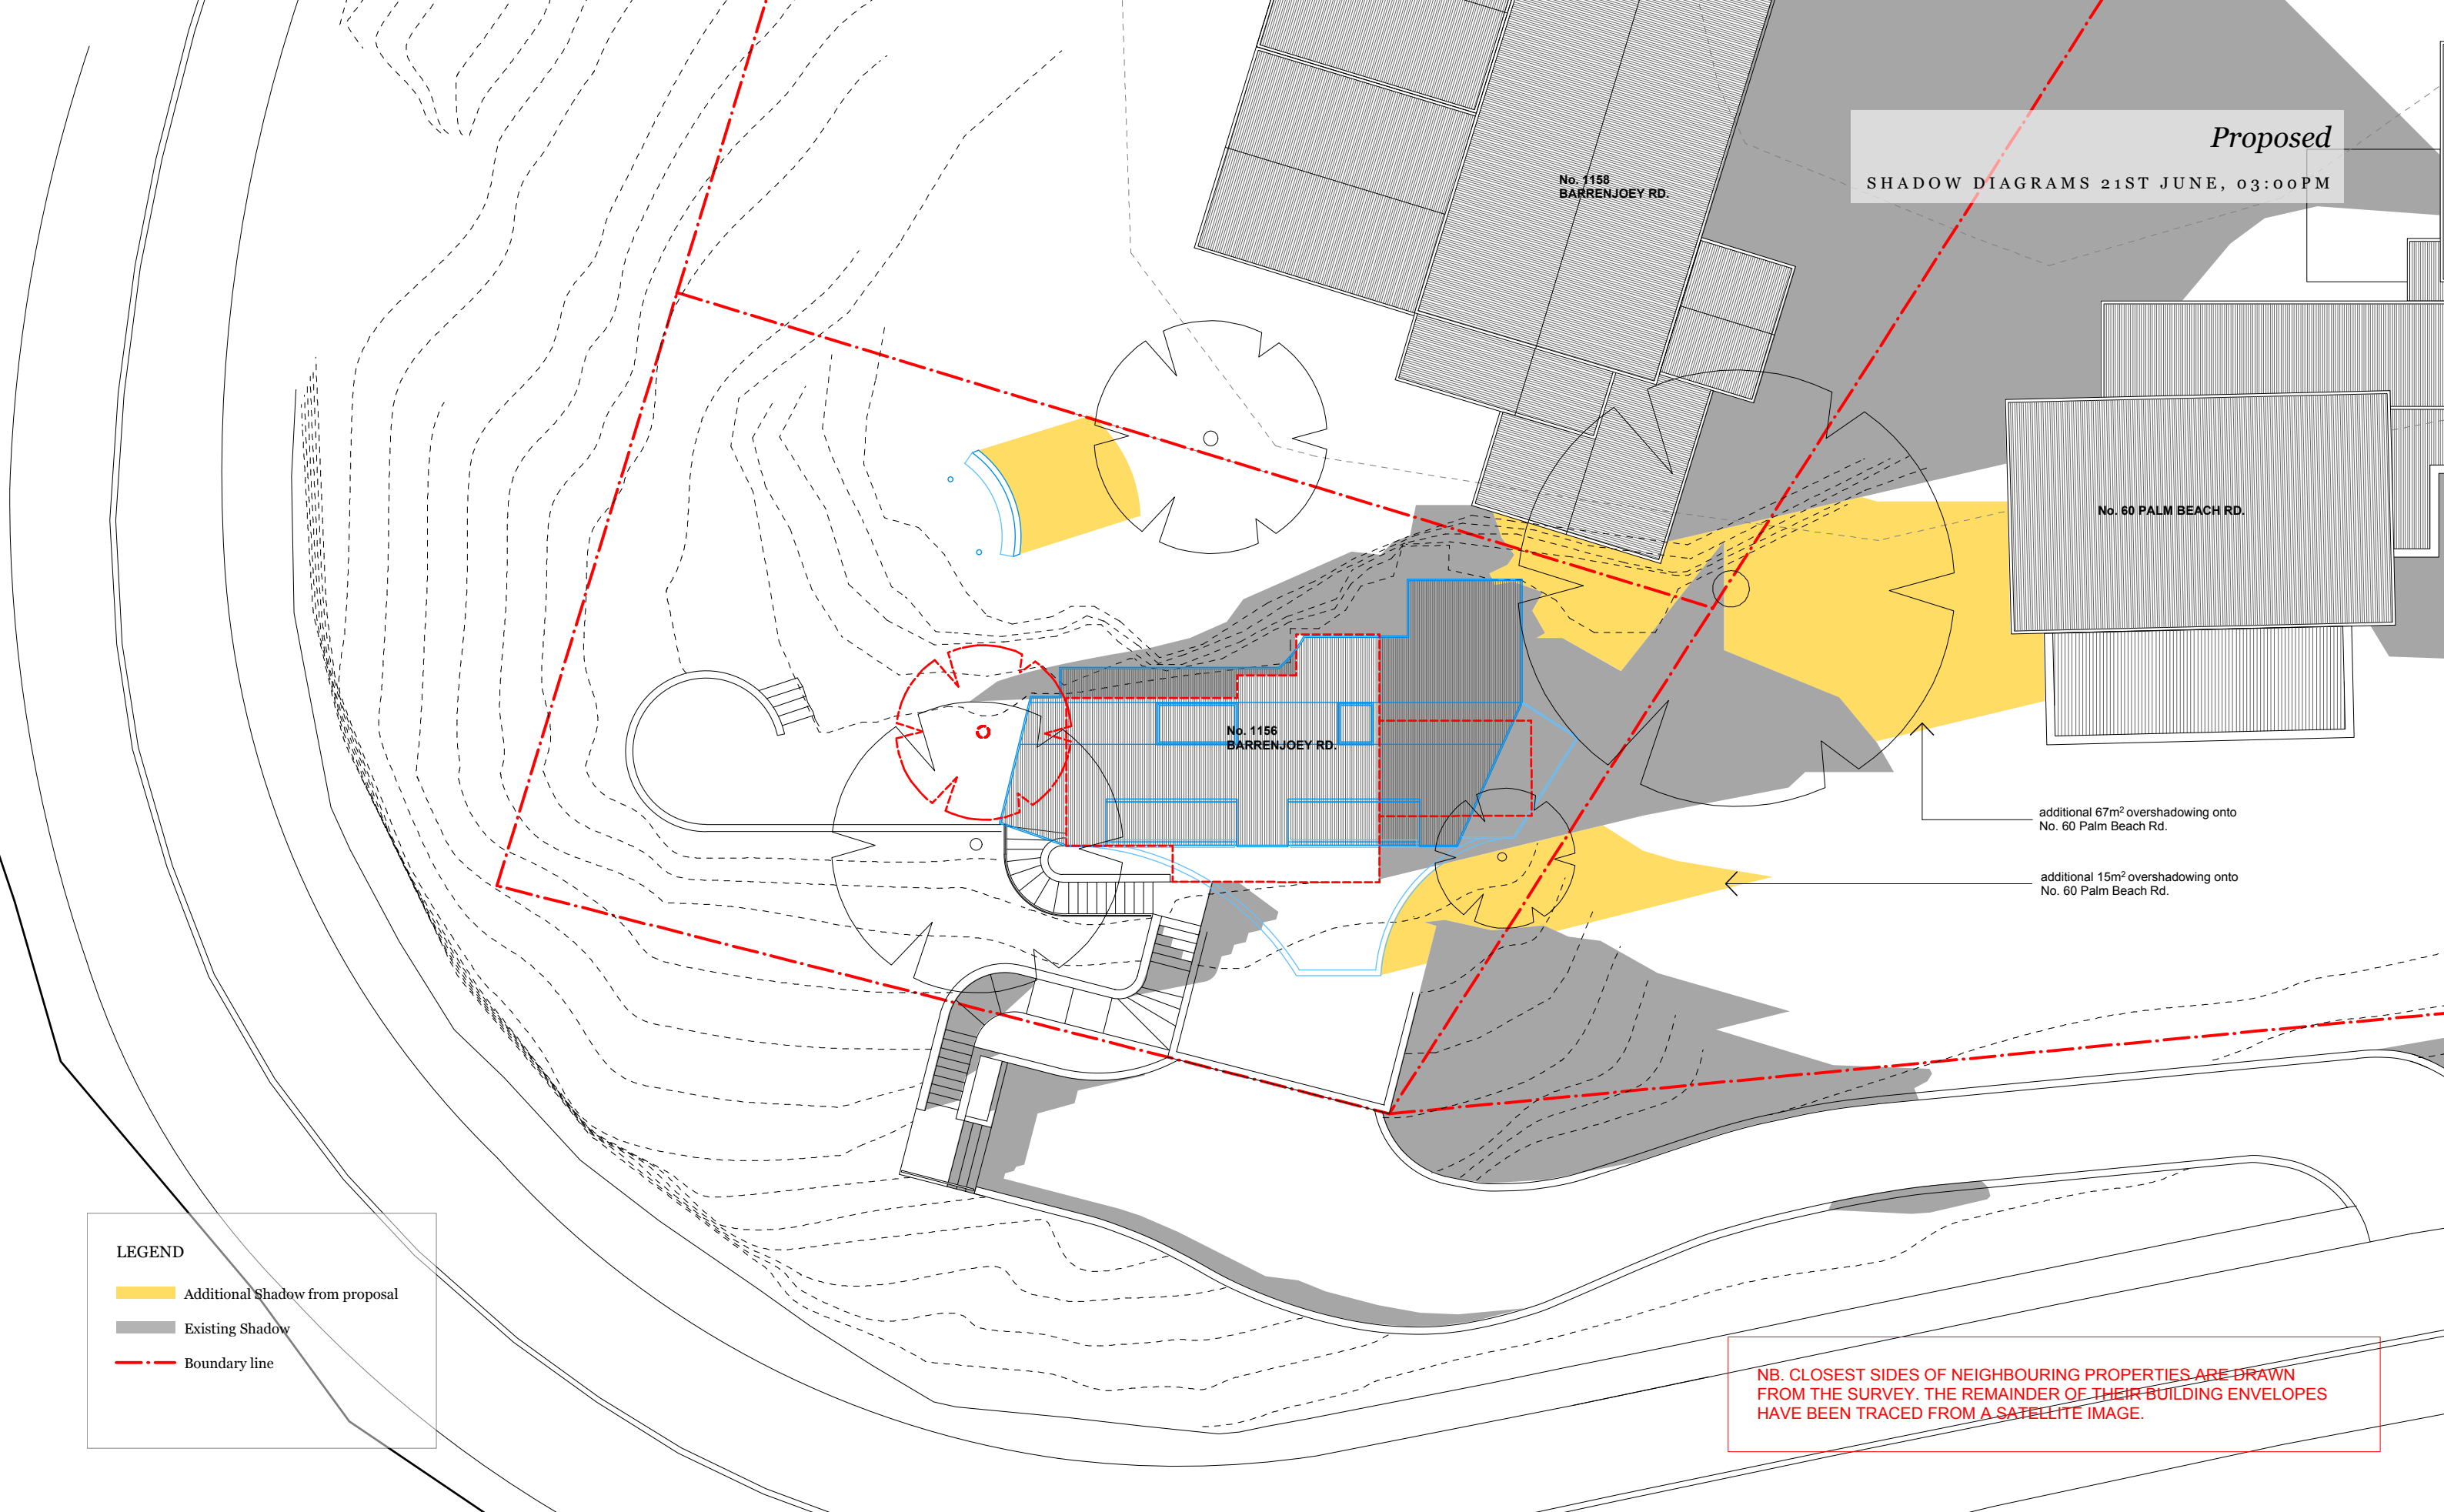 Proposed
SHADOW DIAGRAMS 21ST JUNE, 03:00PM
No. 1158
BARRENJOEY RD.
No. 60 PALM BEACH RD.
No. 1156
BARRENJOEY RD.
additional 67m² overshadowing onto
No. 60 Palm Beach Rd.
additional 15m² overshadowing onto
No. 60 Palm Beach Rd.
LEGEND
Additional Shadow from proposal
Existing Shadow
Boundary line
NB. CLOSEST SIDES OF NEIGHBOURING PROPERTIES ARE DRAWN
FROM THE SURVEY. THE REMAINDER OF THEIR BUILDING ENVELOPES
HAVE BEEN TRACED FROM A SATELLITE IMAGE.